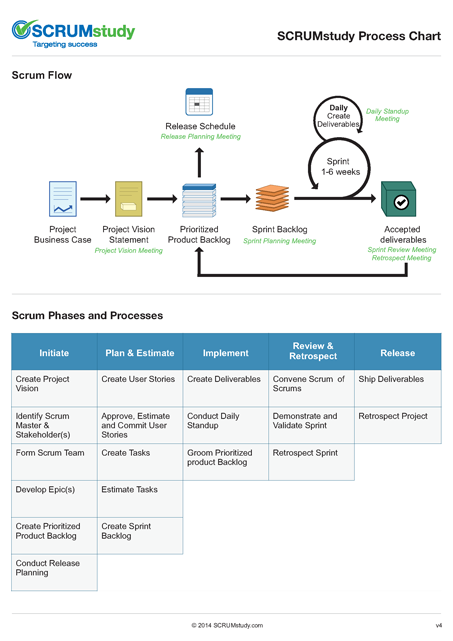 SCRUMstudy
Targeting success
SCRUMstudy Process Chart
Scrum Flow
Release Schedule
Release Planning Meeting
Daily
Create
Deliverables
Daily Standup
Meeting
Sprint
1-6 weeks
Project
Business Case
Project Vision
Statement
Project Vision Meeting
Prioritized
Product Backlog
Sprint Backlog
Sprint Planning Meeting
Accepted
deliverables
Sprint Review Meeting
Retrospect Meeting
Scrum Phases and Processes
Initiate
Plan & Estimate
Implement
Review &
Retrospect
Release
Create Project
Vision
Create User Stories
Create Deliverables
Convene Scrum of
Scrums
Ship Deliverables
Identify Scrum
Master &
Stakeholder(s)
Approve, Estimate
and Commit User
Stories
Conduct Daily
Standup
Demonstrate and
Validate Sprint
Retrospect Project
Form Scrum Team
Create Tasks
Groom Prioritized
product Backlog
Retrospect Sprint
Develop Epic(s)
Estimate Tasks
Create Prioritized
Product Backlog
Create Sprint
Backlog
Conduct Release
Planning
© 2014 SCRUMstudy.com
v4